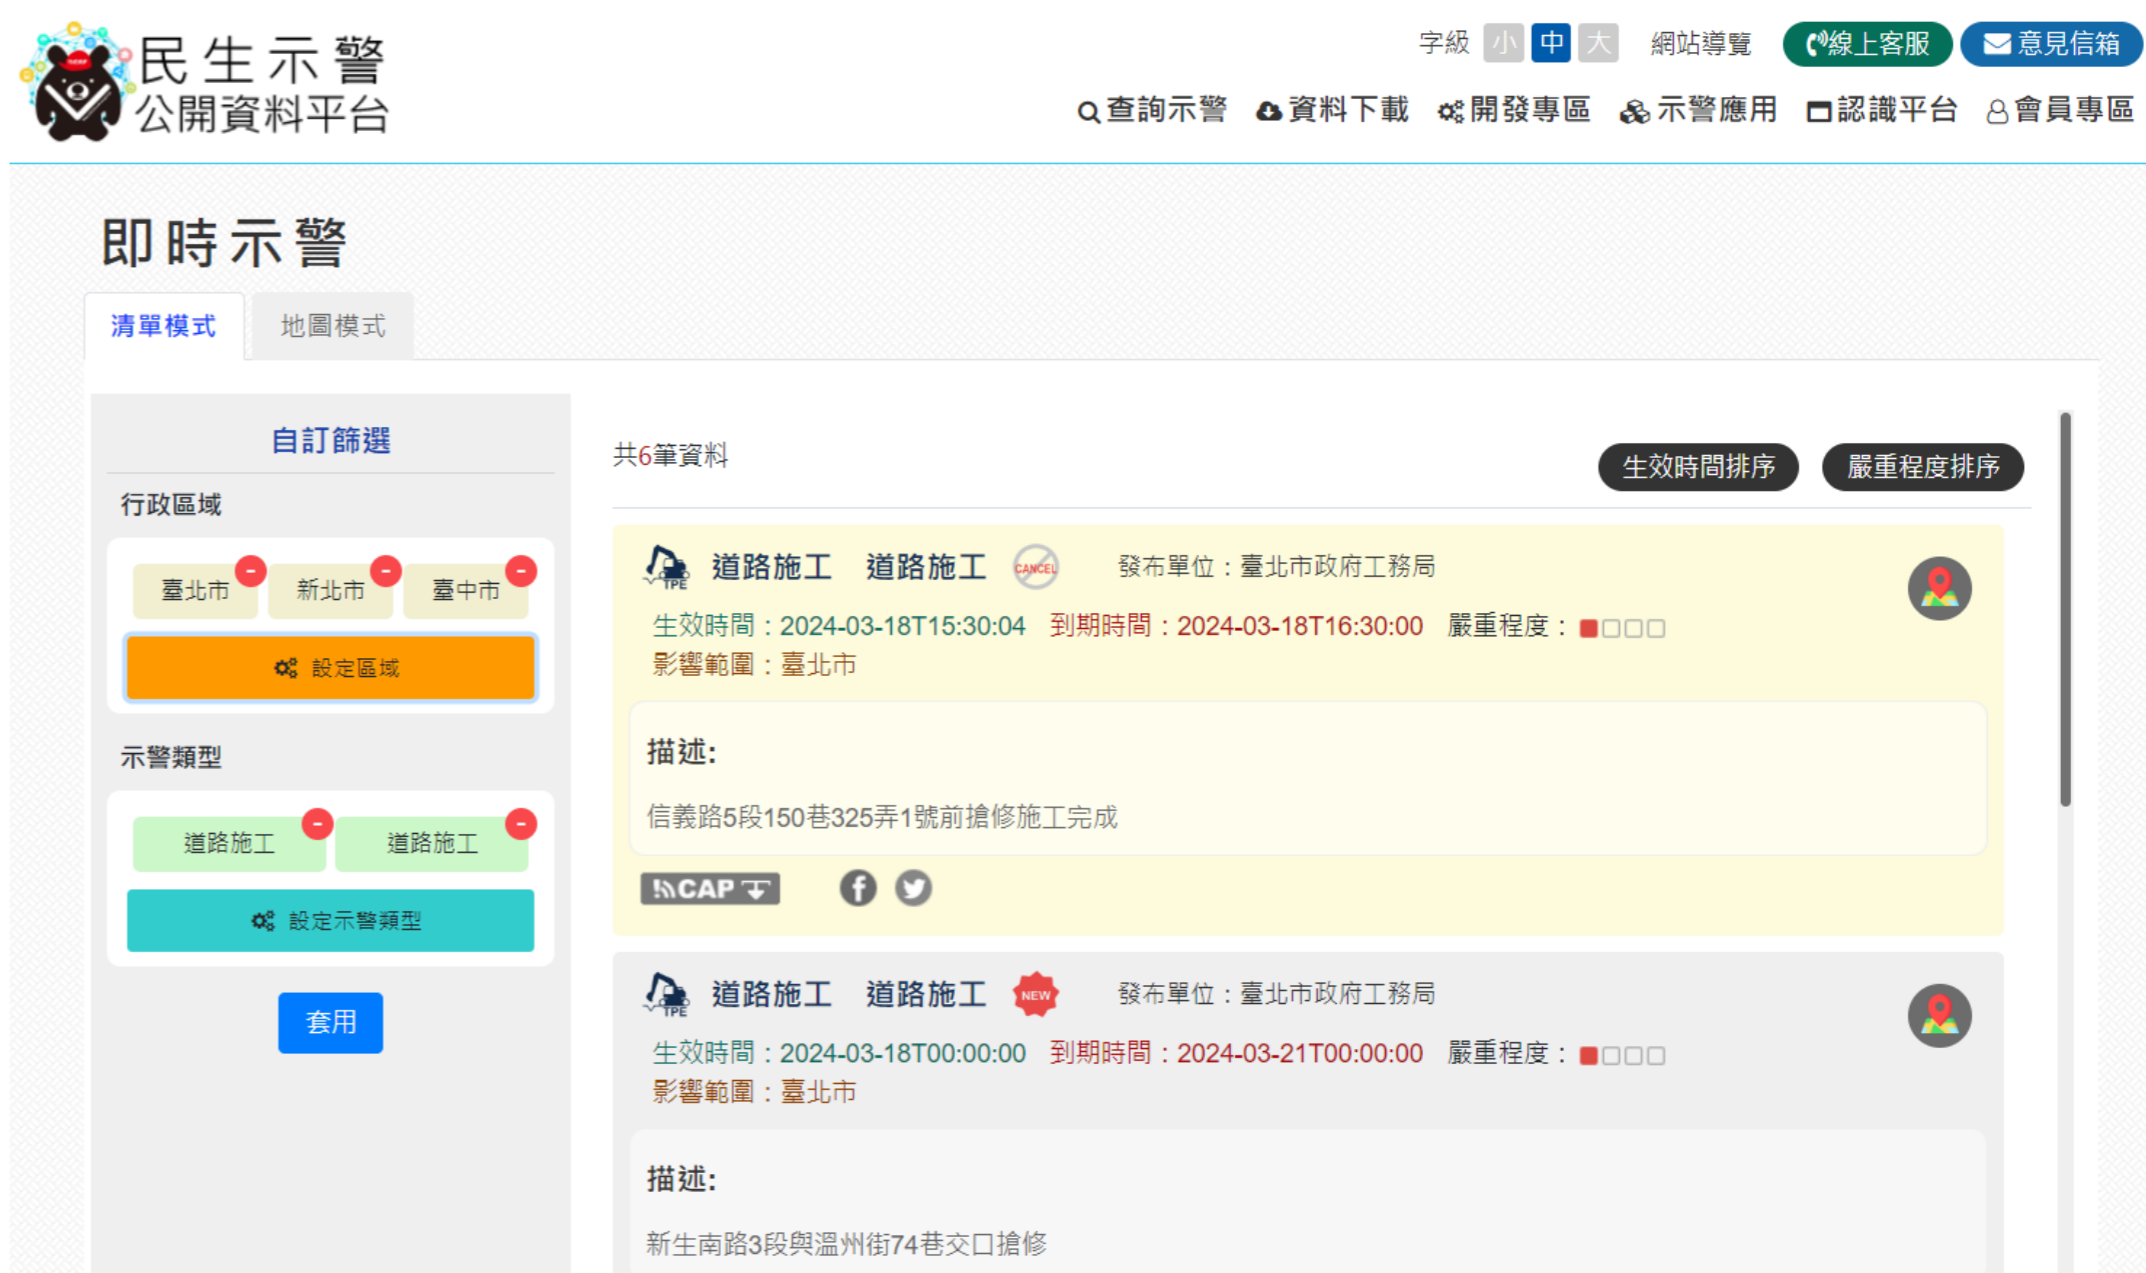 民生示警
公開資料平台
字級 小 中 大 網站導覽 線上客服 意見信箱
查詢示警 資料下載 開發專區 示警應用 認識平台 會員專區
即時示警
清單模式 地圖模式
自訂篩選
行政區域
臺北市 新北市 臺中市
設定區域
示警類型
道路施工 道路施工
設定示警類型
套用
共6筆資料
生效時間排序 嚴重程度排序
TPE 道路施工 道路施工 CANCEL 發布單位：臺北市政府工務局
生效時間：2024-03-18T15:30:04 到期時間：2024-03-18T16:30:00 嚴重程度：
影響範圍：臺北市
描述:
信義路5段150巷325弄1號前搶修施工完成
CAP
TPE 道路施工 道路施工 NEW 發布單位：臺北市政府工務局
生效時間：2024-03-18T00:00:00 到期時間：2024-03-21T00:00:00 嚴重程度：
影響範圍：臺北市
描述:
新生南路3段與溫州街74巷交口搶修